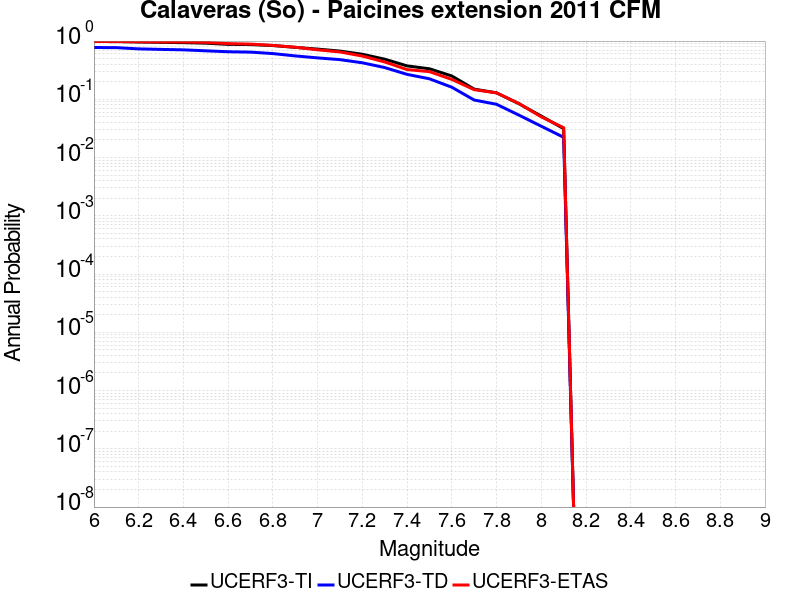 Calaveras (So) - Paicines extension 2011 CFM
Annual Probability
10^0
10^-1
10^-2
10^-3
10^-4
10^-5
10^-6
10^-7
10^-8
6 6.2 6.4 6.6 6.8 7 7.2 7.4 7.6 7.8 8 8.2 8.4 8.6 8.8 9
Magnitude
UCERF3-TI UCERF3-TD UCERF3-ETAS